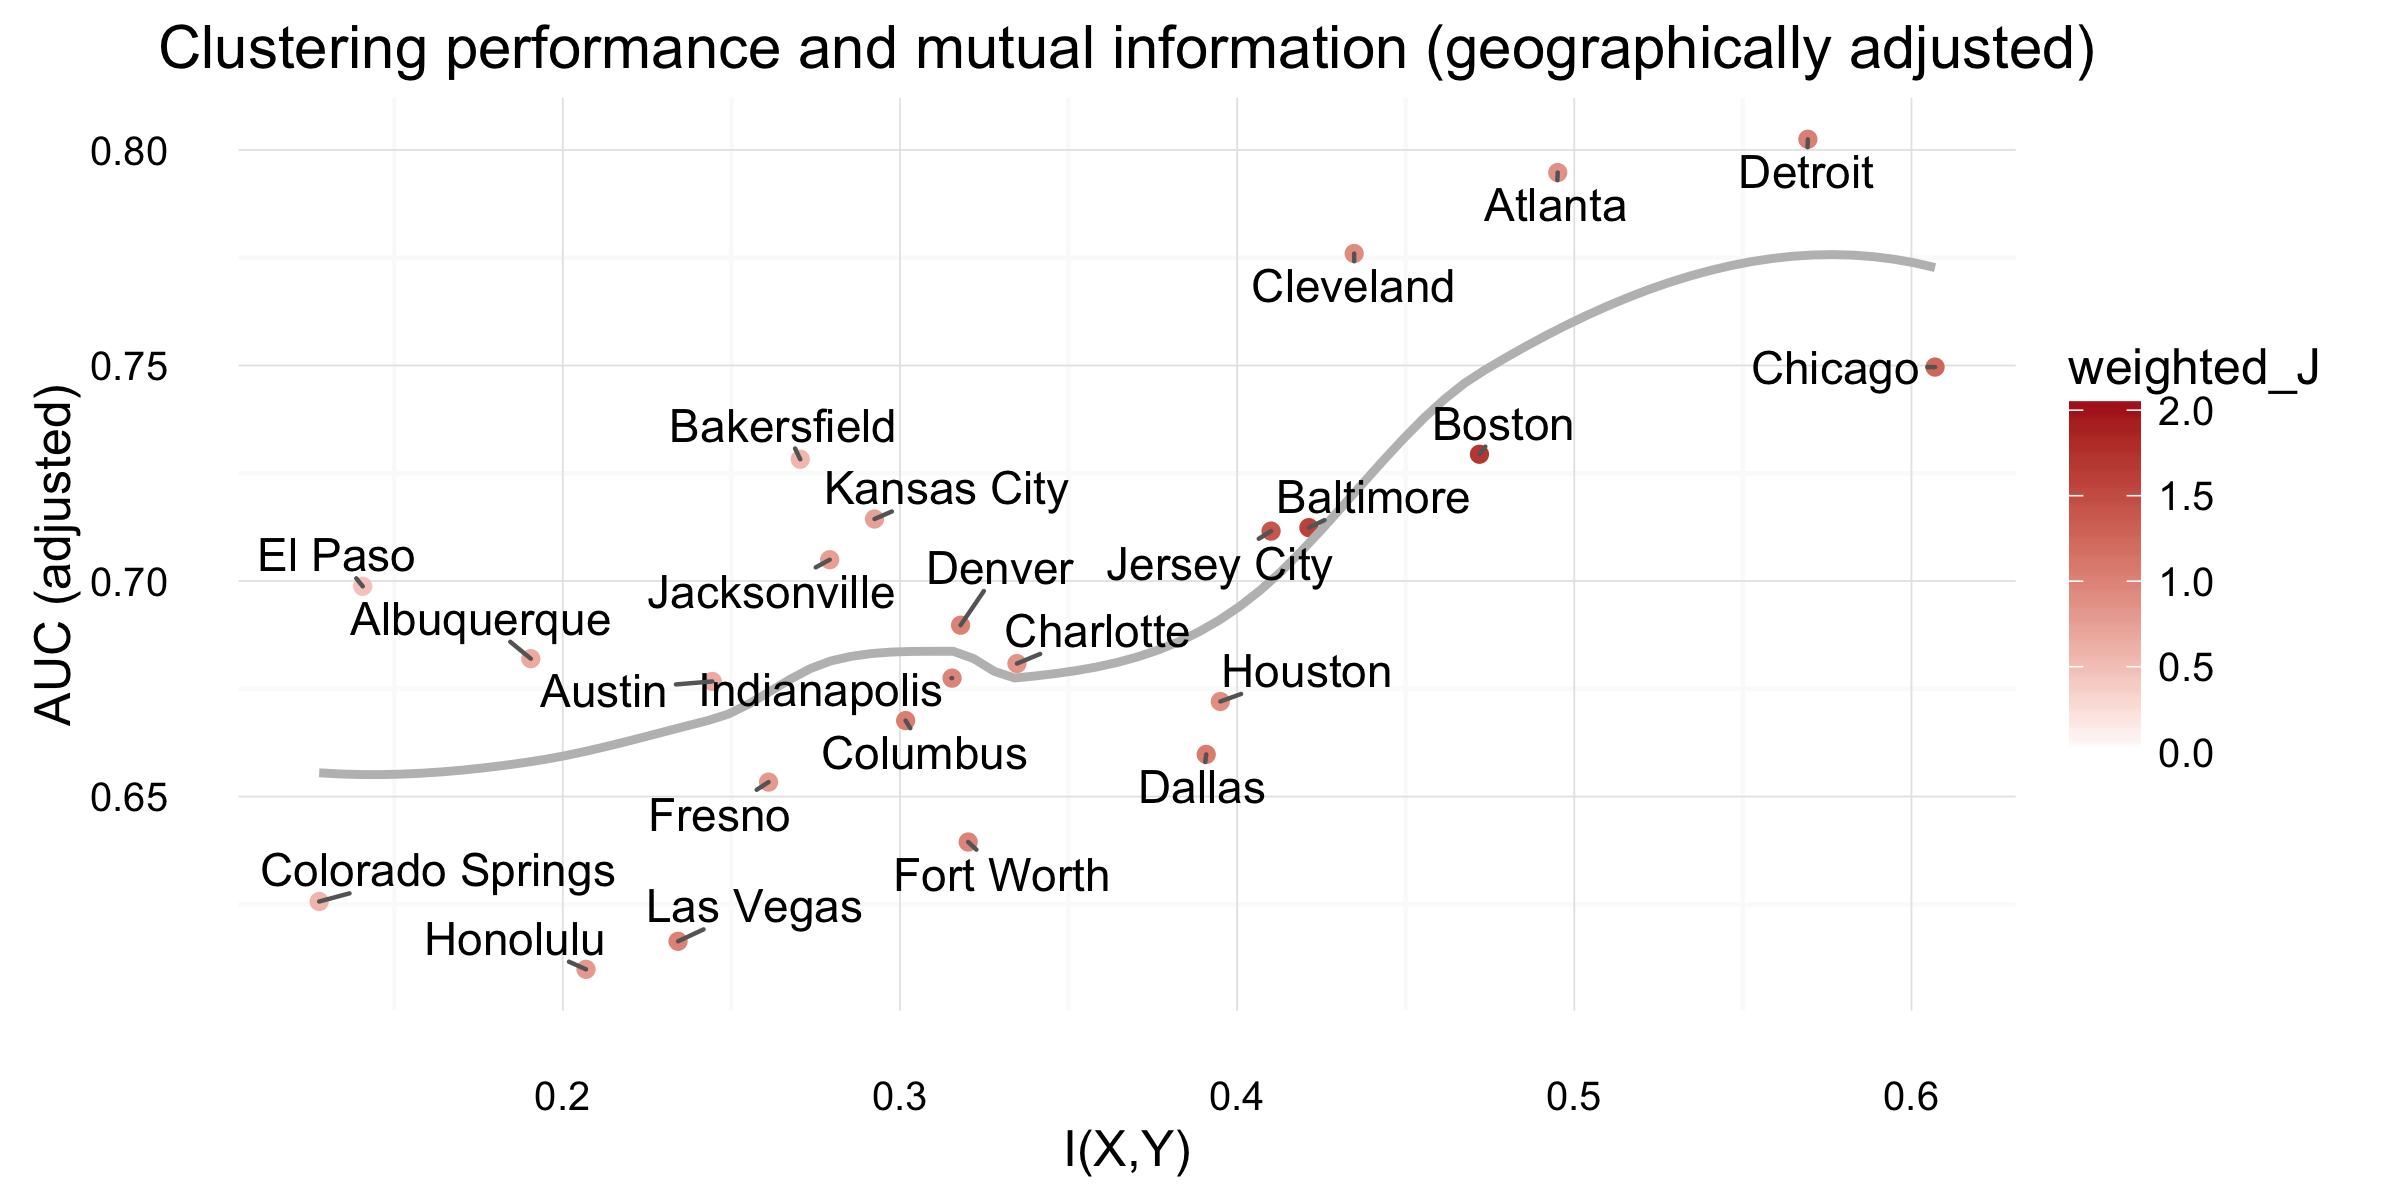 Clustering performance and mutual information (geographically adjusted)
AUC (adjusted)
0.80
0.75
0.70
0.65
Detroit
Atlanta
Cleveland
Chicago
Boston
Bakersfield
Kansas City
Baltimore
El Paso
Jacksonville
Denver
Jersey City
Albuquerque
Charlotte
Austin
Indianapolis
Houston
Columbus
Dallas
Fresno
Colorado Springs
Fort Worth
Las Vegas
Honolulu
0.2
0.3
0.4
0.5
0.6
I(X,Y)
weighted_J
2.0
1.5
1.0
0.5
0.0